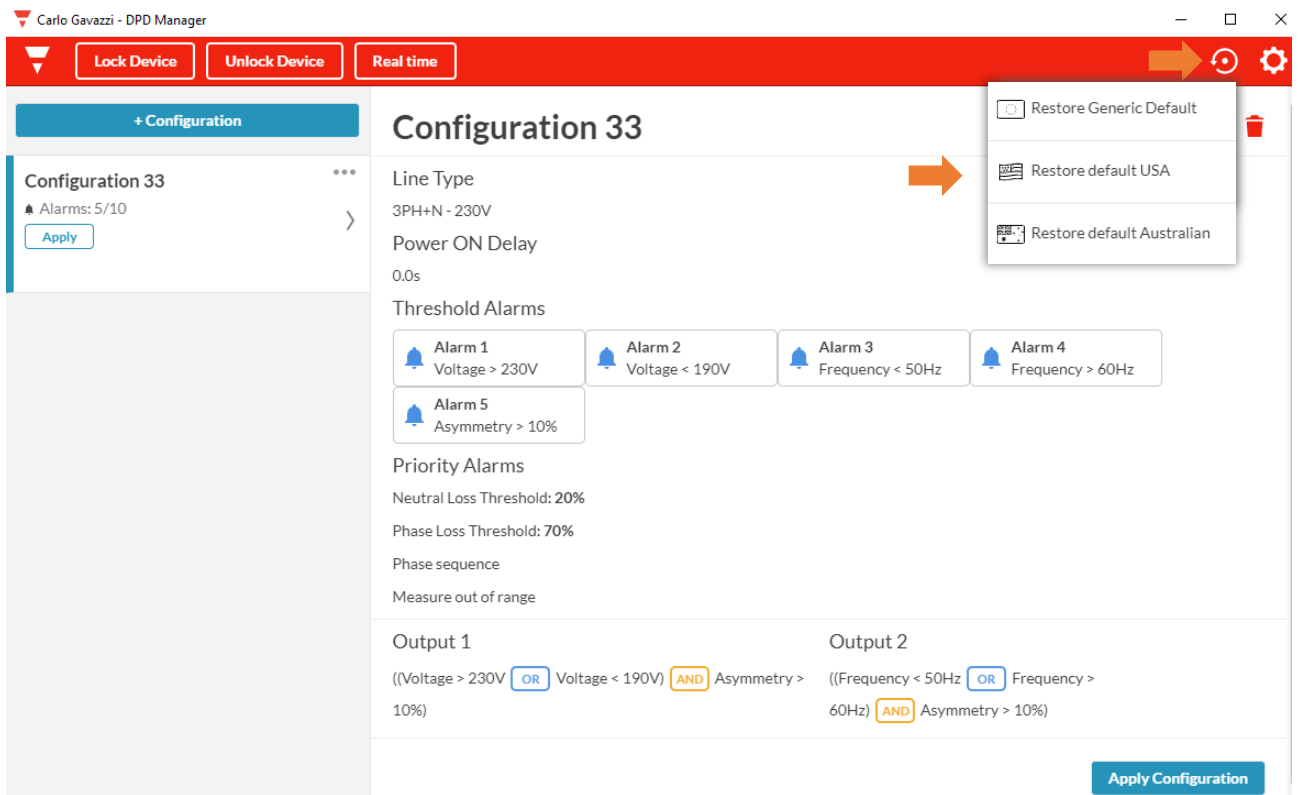 Carlo Gavazzi - DPD Manager
Lock Device
Unlock Device
Real time
Restore Generic Default
Restore default USA
Restore default Australian
+ Configuration
Configuration 33
Alarms: 5/10
Apply
Configuration 33
Line Type
3PH+N - 230V
Power ON Delay
0.0s
Threshold Alarms
Alarm 1
Voltage > 230V
Alarm 2
Voltage < 190V
Alarm 3
Frequency < 50Hz
Alarm 4
Frequency > 60Hz
Alarm 5
Asymmetry > 10%
Priority Alarms
Neutral Loss Threshold: 20%
Phase Loss Threshold: 70%
Phase sequence
Measure out of range
Output 1
((Voltage > 230V OR Voltage < 190V) AND Asymmetry >
10%)
Output 2
((Frequency < 50Hz OR Frequency >
60Hz) AND Asymmetry > 10%)
Apply Configuration